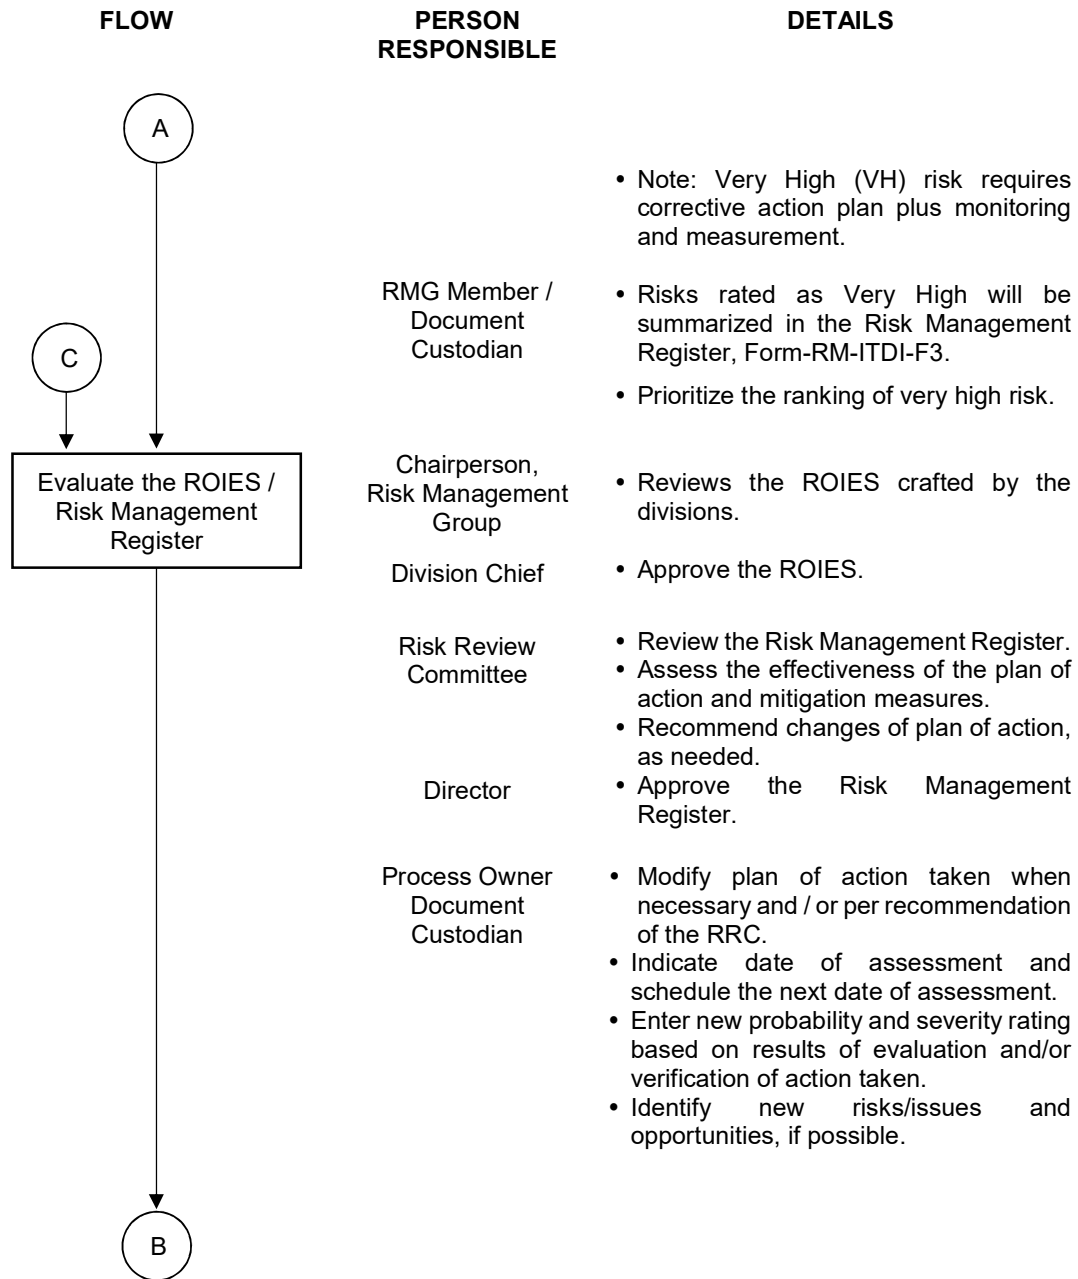 FLOW
PERSON
RESPONSIBLE
DETAILS
A
• Note: Very High (VH) risk requires
corrective action plan plus monitoring
and measurement.
RMG Member /
Document
Custodian
• Risks rated as Very High will be
summarized in the Risk Management
Register, Form-RM-ITDI-F3.
• Prioritize the ranking of very high risk.
C
Evaluate the ROIES /
Risk Management
Register
Chairperson,
Risk Management
Group
• Reviews the ROIES crafted by the
divisions.
Division Chief
• Approve the ROIES.
Risk Review
Committee
• Review the Risk Management Register.
• Assess the effectiveness of the plan of
action and mitigation measures.
• Recommend changes of plan of action,
as needed.
Director
• Approve the Risk Management
Register.
Process Owner
Document
Custodian
• Modify plan of action taken when
necessary and / or per recommendation
of the RRC.
• Indicate date of assessment and
schedule the next date of assessment.
• Enter new probability and severity rating
based on results of evaluation and/or
verification of action taken.
• Identify new risks/issues and
opportunities, if possible.
B